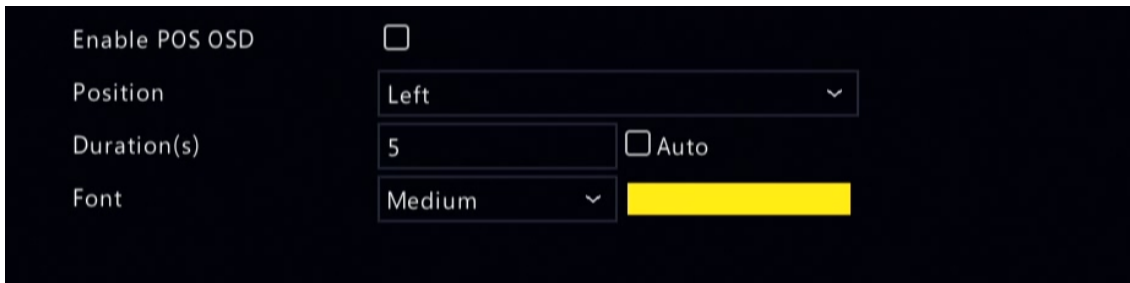 Enable POS OSD
Position Left
Duration(s) 5 Auto
Font Medium